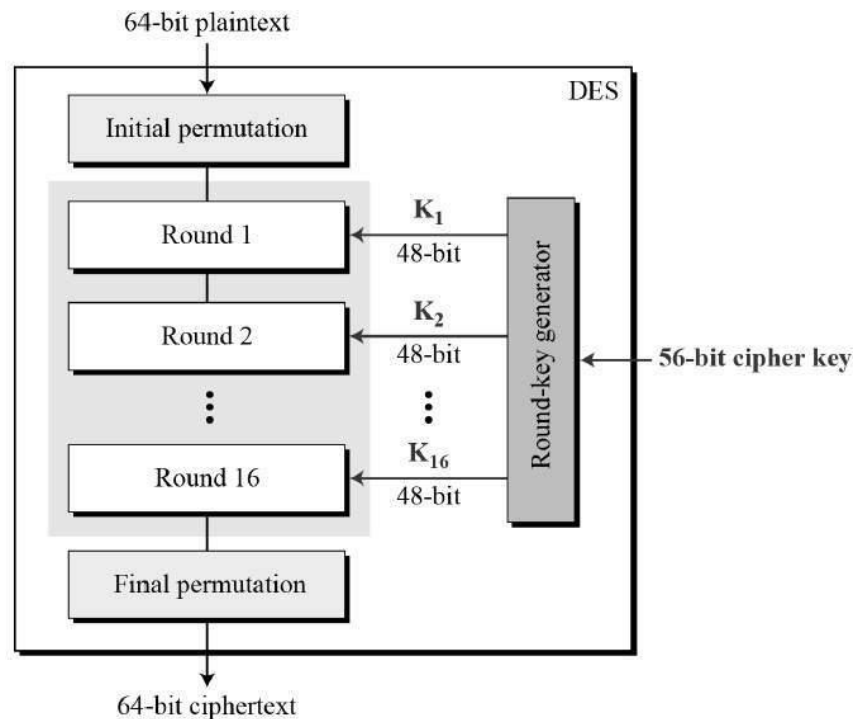 64-bit plaintext
DES
Initial permutation
Round 1
K₁
48-bit
Round 2
K₂
48-bit
Round-key generator
56-bit cipher key
Round 16
K₁₆
48-bit
Final permutation
64-bit ciphertext